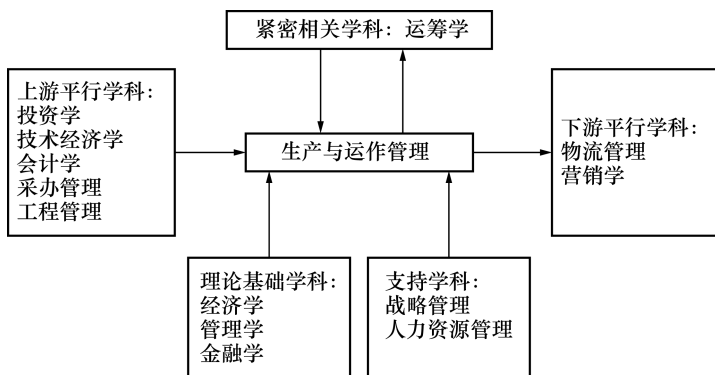 紧密相关学科：运筹学
上游平行学科：
投资学
技术经济学
会计学
采办管理
工程管理
生产与运作管理
下游平行学科：
物流管理
营销学
理论基础学科：
经济学
管理学
金融学
支持学科：
战略管理
人力资源管理